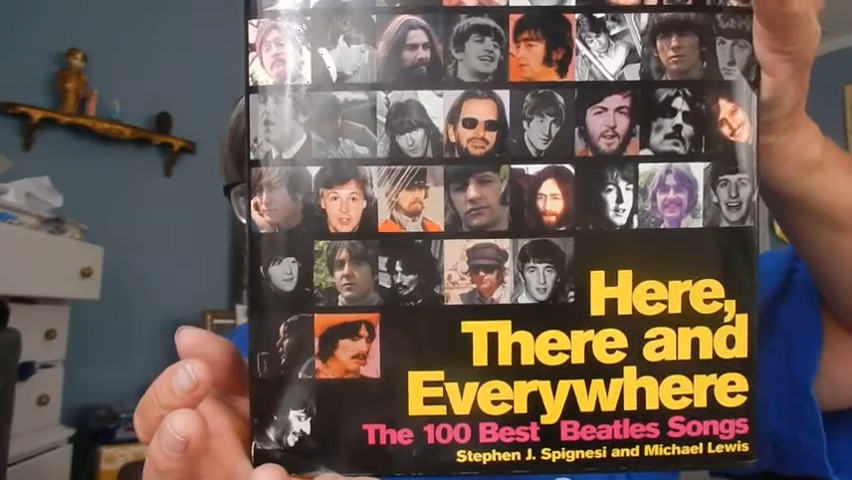 Here,
There and
Everywhere
The 100 Best Beatles Songs
Stephen J. Spignesi and Michael Lewis